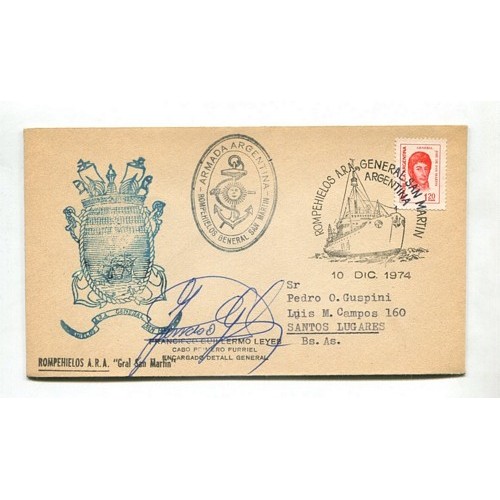 ARMADA ARGENTINA
ROMPEHIELOS GENERAL SAN MARTIN
ROMPEHIELOS A.R.A. GENERAL SAN MARTIN
ARGENTINA
ARGENTINA
1,20
10 DIC. 1974
Sr
Pedro O. Guspini
Luis M. Campos 160
SANTOS LUGARES
Bs. As.
FRANCISCO GUILLERMO LEYES
CABO PRIMERO FURRIEL
ENCARGADO DETALL GENERAL
ROMPEHIELOS A.R.A. "Gral San Martin"